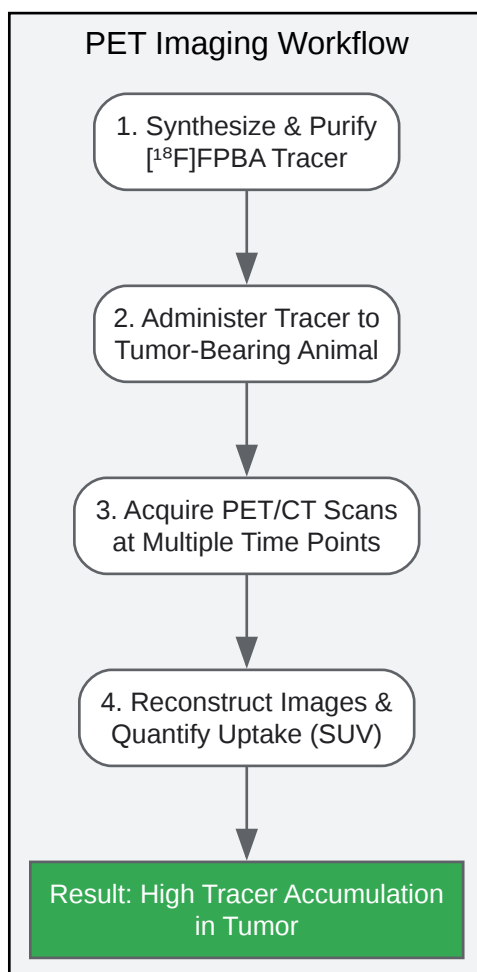 PET Imaging Workflow
1. Synthesize & Purify
[¹⁸F]FPBA Tracer
2. Administer Tracer to
Tumor-Bearing Animal
3. Acquire PET/CT Scans
at Multiple Time Points
4. Reconstruct Images &
Quantify Uptake (SUV)
Result: High Tracer Accumulation
in Tumor